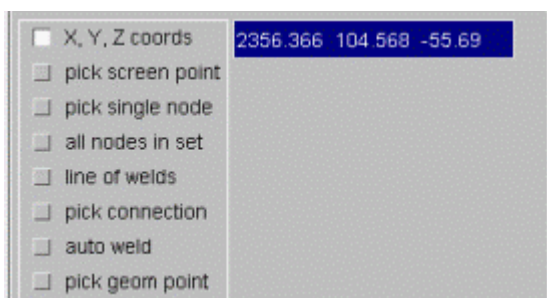 X, Y, Z coords 2356.366 104.568 -55.69
pick screen point
pick single node
all nodes in set
line of welds
pick connection
auto weld
pick geom point